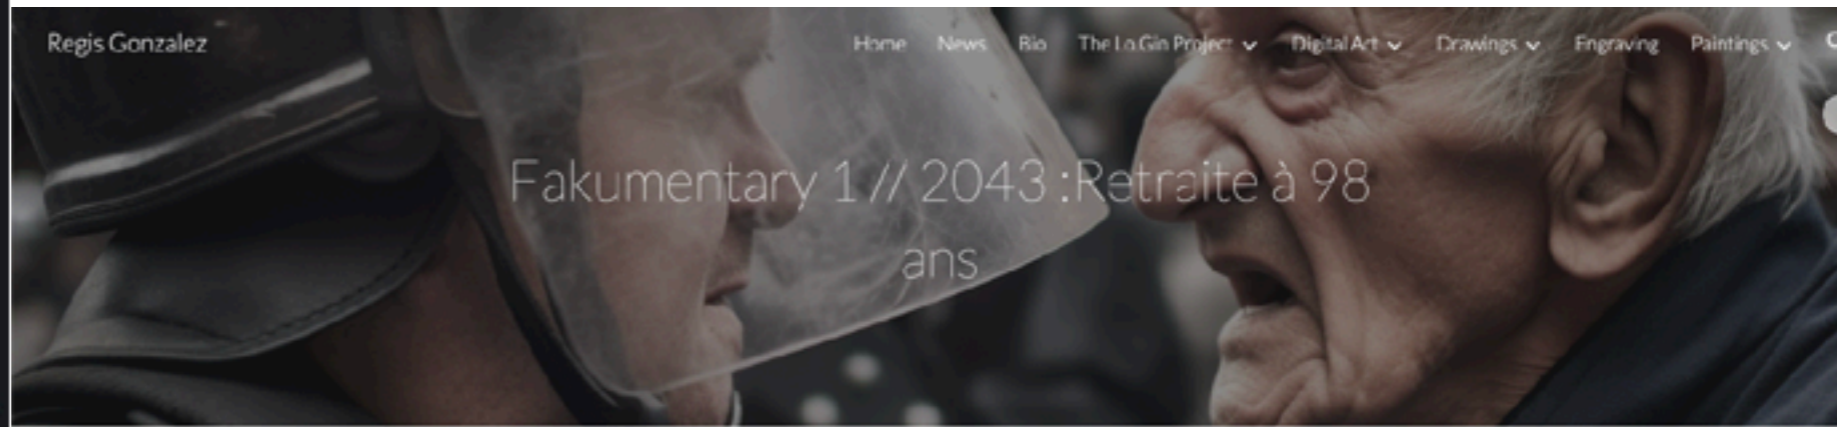 Regis Gonzalez
Home News Bio The Lo Gin Project Digital Art Drawings Engraving Paintings
Fakumentary 1 // 2043 :Retraite à 98
ans